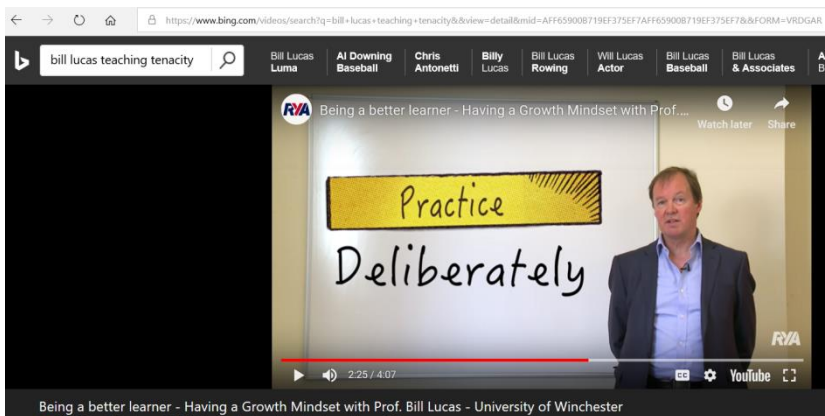 https://www.bing.com/videos/search?q=bill+lucas+teaching+tenacity&&view=detail&mid=AFF65900B719EF375EF7AFF65900B719EF375EF7&&FORM=VRDGAR
bill lucas teaching tenacity
Bill Lucas Luma
Al Downing Baseball
Chris Antonetti
Billy Lucas
Bill Lucas Rowing
Will Lucas Actor
Bill Lucas Baseball
Bill Lucas & Associates
RYA Being a better learner - Having a Growth Mindset with Prof....
Watch later Share
Practice
Deliberately
RYA
2:25 / 4:07 CC YouTube
Being a better learner - Having a Growth Mindset with Prof. Bill Lucas - University of Winchester